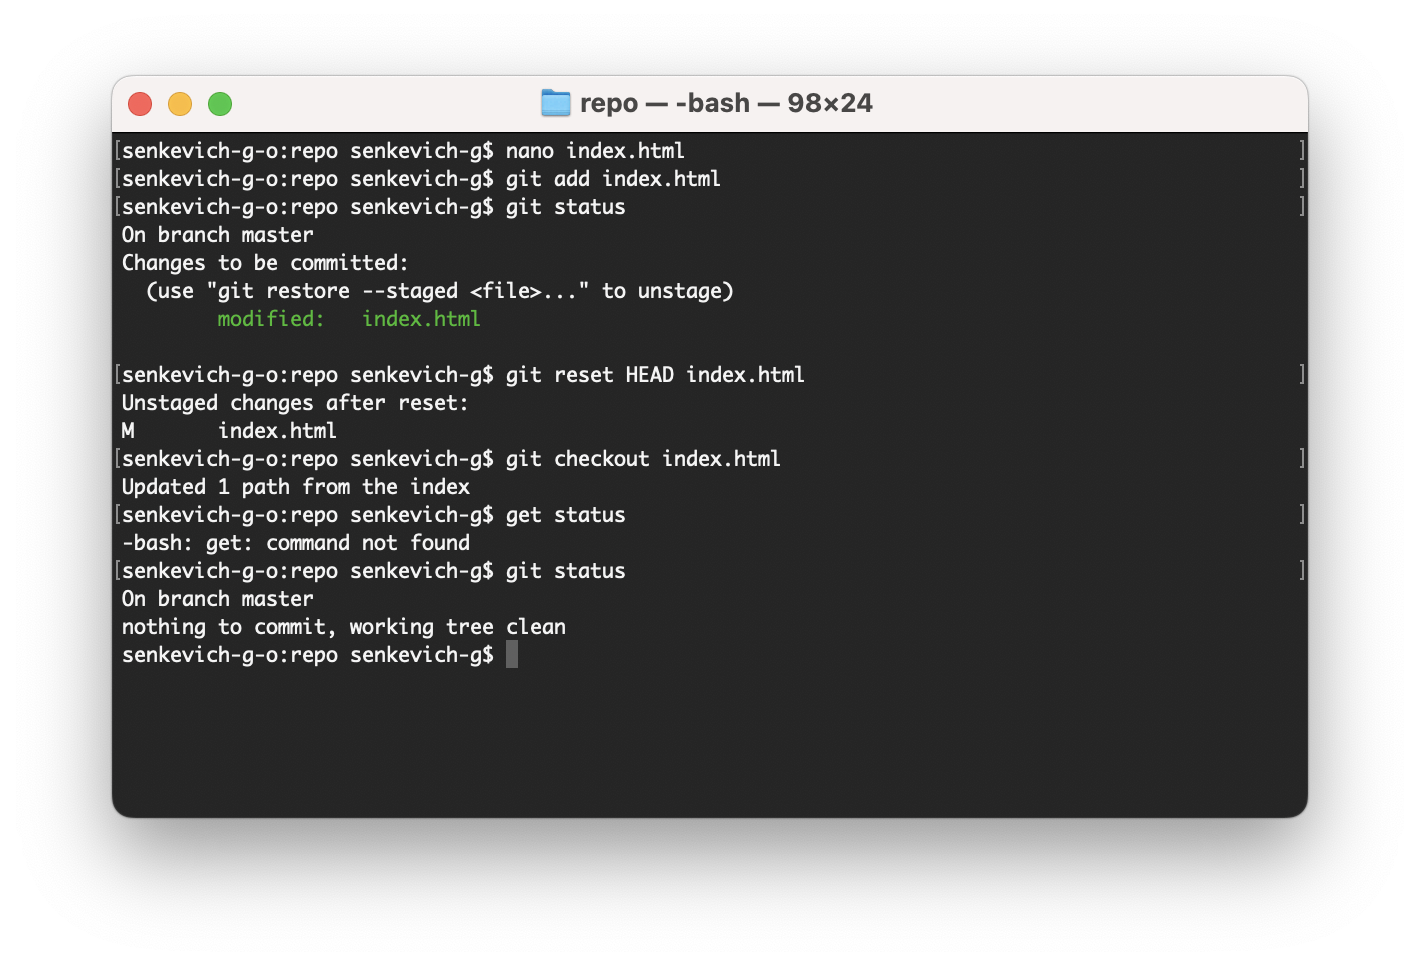 repo — -bash — 98×24
[senkevich-g-o:repo senkevich-g$ nano index.html ]
[senkevich-g-o:repo senkevich-g$ git add index.html ]
[senkevich-g-o:repo senkevich-g$ git status ]
On branch master
Changes to be committed:
  (use "git restore --staged <file>..." to unstage)
        modified:   index.html

[senkevich-g-o:repo senkevich-g$ git reset HEAD index.html ]
Unstaged changes after reset:
M       index.html
[senkevich-g-o:repo senkevich-g$ git checkout index.html ]
Updated 1 path from the index
[senkevich-g-o:repo senkevich-g$ get status ]
-bash: get: command not found
[senkevich-g-o:repo senkevich-g$ git status ]
On branch master
nothing to commit, working tree clean
senkevich-g-o:repo senkevich-g$